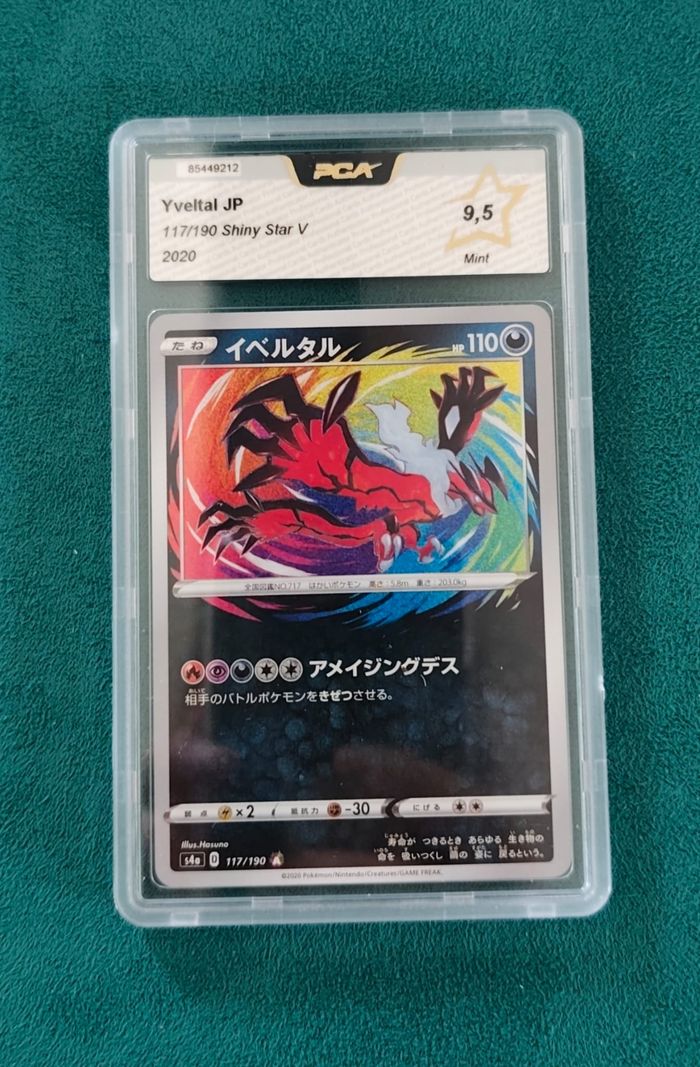 85449212
PCA
Yveltal JP
117/190 Shiny Star V
2020
9,5
Mint
たね イベルタル HP 110
全国図鑑NO.717 はかいポケモン 高さ:5.8m 重さ:203.0kg
アメイジングデス
相手のバトルポケモンをきぜつさせる。
弱点 ×2 抵抗力 -30 にげる
Illus.Hasuno
寿命が つきるとき あらゆる 生き物の
命を 吸いつくし 繭の 姿に 戻るという。
s4a D 117/190 A
©2020 Pokémon/Nintendo/Creatures/GAME FREAK.